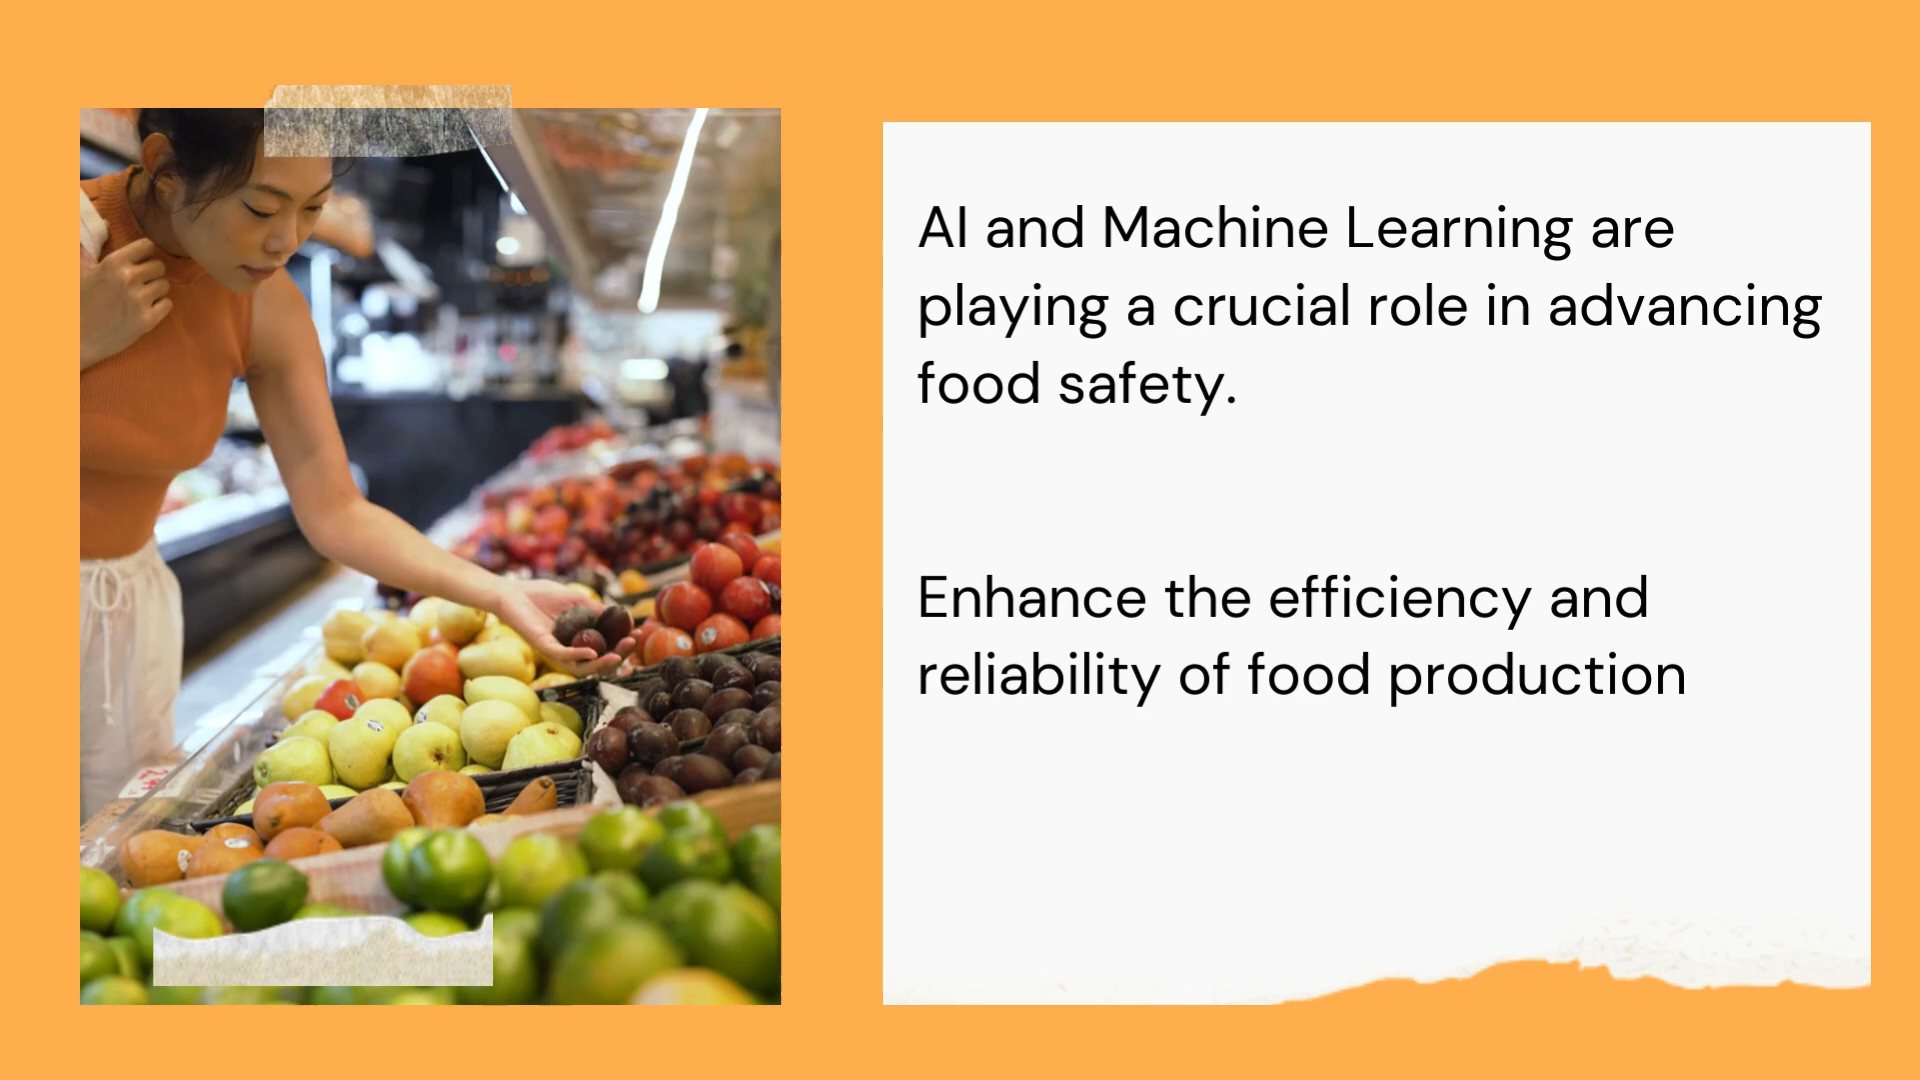 AI and Machine Learning are
playing a crucial role in advancing
food safety.
Enhance the efficiency and
reliability of food production